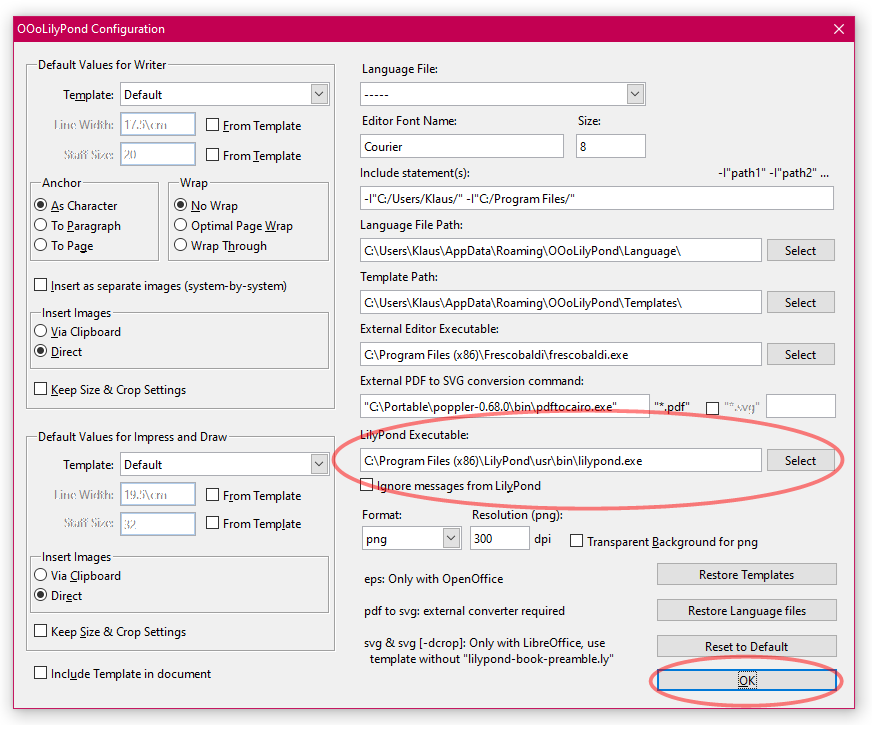 OOoLilyPond Configuration
Default Values for Writer
Template: Default
Line Width: 17.5\cm From Template
Staff Size: 20 From Template
Anchor
As Character
To Paragraph
To Page
Wrap
No Wrap
Optimal Page Wrap
Wrap Through
Insert as separate images (system-by-system)
Insert Images
Via Clipboard
Direct
Keep Size & Crop Settings
Default Values for Impress and Draw
Template: Default
Line Width: 19.5\cm From Template
Staff Size: 32 From Template
Insert Images
Via Clipboard
Direct
Keep Size & Crop Settings
Include Template in document
Language File:
-----
Editor Font Name: Size:
Courier 8
Include statement(s): -I"path1" -I"path2" ...
-I"C:/Users/Klaus/" -I"C:/Program Files/"
Language File Path:
C:\Users\Klaus\AppData\Roaming\OOoLilyPond\Language\ Select
Template Path:
C:\Users\Klaus\AppData\Roaming\OOoLilyPond\Templates\ Select
External Editor Executable:
C:\Program Files (x86)\Frescobaldi\frescobaldi.exe Select
External PDF to SVG conversion command:
"C:\Portable\poppler-0.68.0\bin\pdftocairo.exe" "*.pdf" "*.svg"
LilyPond Executable:
C:\Program Files (x86)\LilyPond\usr\bin\lilypond.exe Select
Ignore messages from LilyPond
Format: Resolution (png):
png 300 dpi Transparent Background for png
eps: Only with OpenOffice
pdf to svg: external converter required
svg & svg [-dcrop]: Only with LibreOffice, use
template without "lilypond-book-preamble.ly"
Restore Templates
Restore Language files
Reset to Default
OK